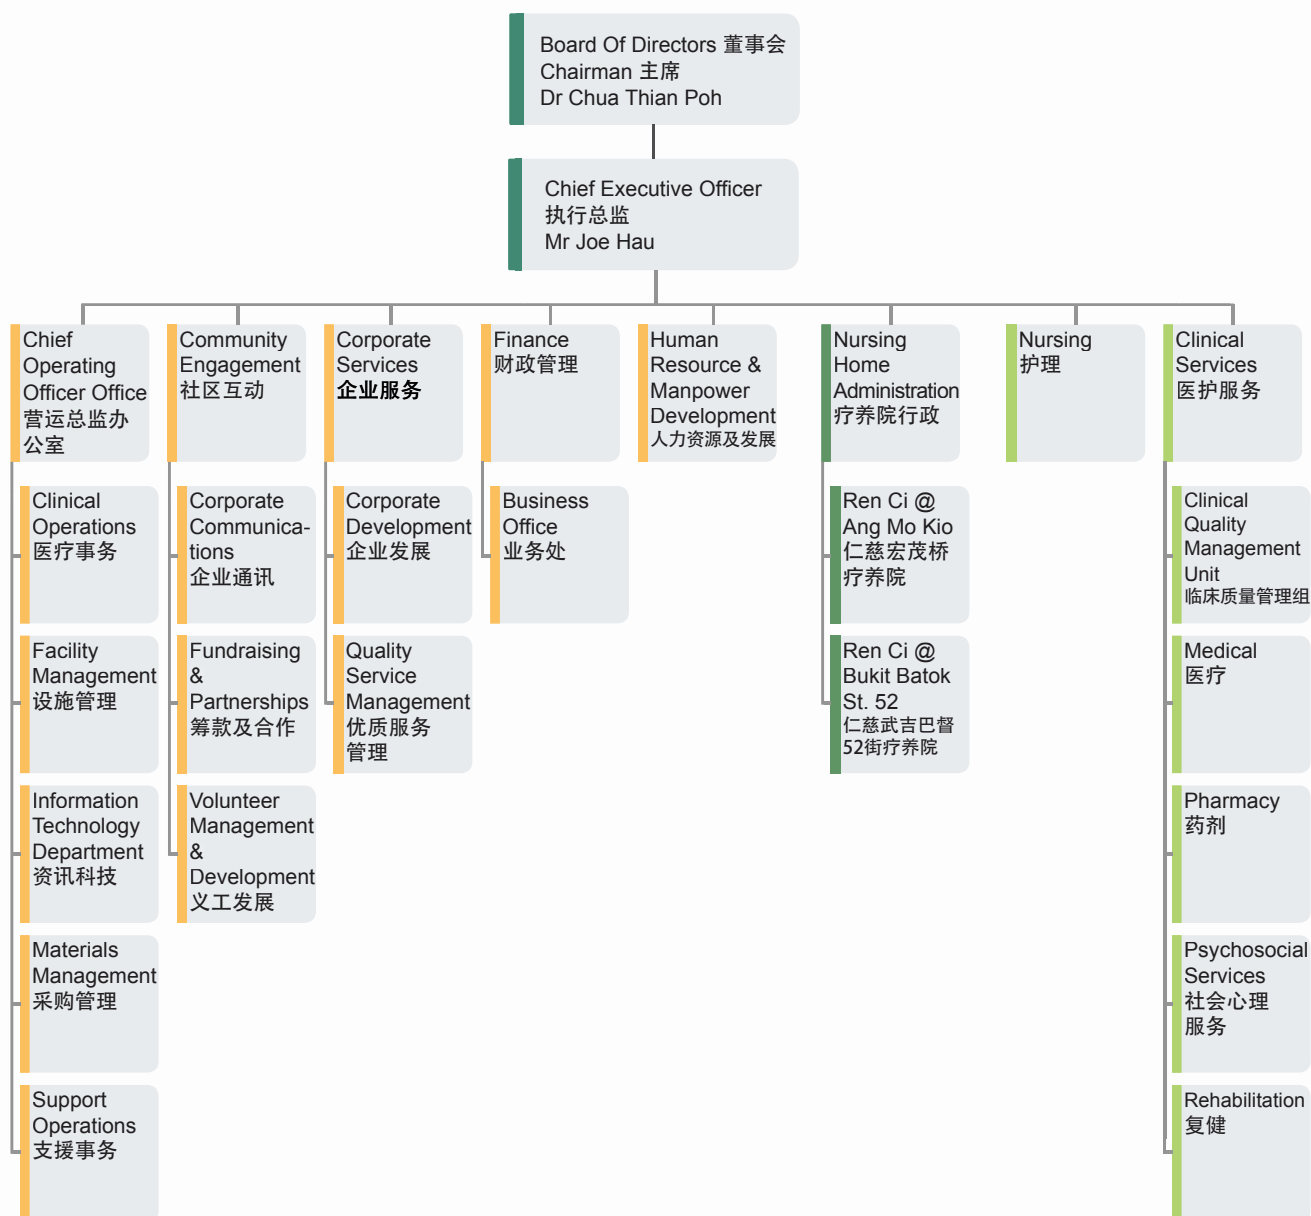 Board Of Directors 董事会
Chairman 主席
Dr Chua Thian Poh
Chief Executive Officer
执行总监
Mr Joe Hau
Chief
Operating
Officer Office
营运总监办
公室
Community
Engagement
社区互动
Corporate
Services
企业服务
Finance
财政管理
Human
Resource &
Manpower
Development
人力资源及发展
Nursing
Home
Administration
疗养院行政
Nursing
护理
Clinical
Services
医护服务
Clinical
Operations
医疗事务
Corporate
Communica-
tions
企业通讯
Corporate
Development
企业发展
Business
Office
业务处
Ren Ci @
Ang Mo Kio
仁慈宏茂桥
疗养院
Clinical
Quality
Management
Unit
临床质量管理组
Facility
Management
设施管理
Fundraising
&
Partnerships
筹款及合作
Quality
Service
Management
优质服务
管理
Ren Ci @
Bukit Batok
St. 52
仁慈武吉巴督
52街疗养院
Medical
医疗
Information
Technology
Department
资讯科技
Volunteer
Management
&
Development
义工发展
Pharmacy
药剂
Materials
Management
采购管理
Psychosocial
Services
社会心理
服务
Support
Operations
支援事务
Rehabilitation
复健